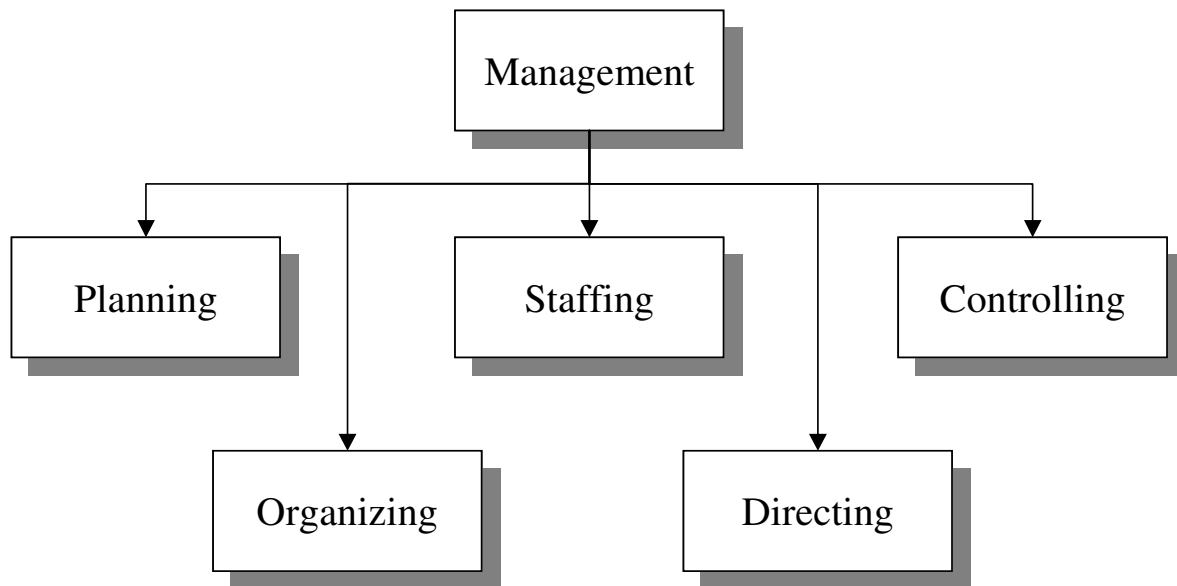 Management
Planning
Staffing
Controlling
Organizing
Directing